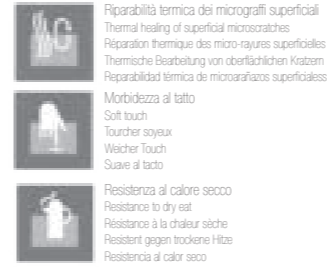 Riparabilità termica dei micrograffi superficiali
Thermal healing of superficial microscratches
Réparation thermique des micro-rayures superficielles
Thermische Bearbeitung von oberflächlichen Kratzern
Reparabilidad térmica de microarañazos superficialess
Morbidezza al tatto
Soft touch
Tourcher soyeux
Weicher Touch
Suave al tacto
Resistenza al calore secco
Resistance to dry eat
Résistance à la chaleur sèche
Resistent gegen trockene Hitze
Resistencia al calor seco